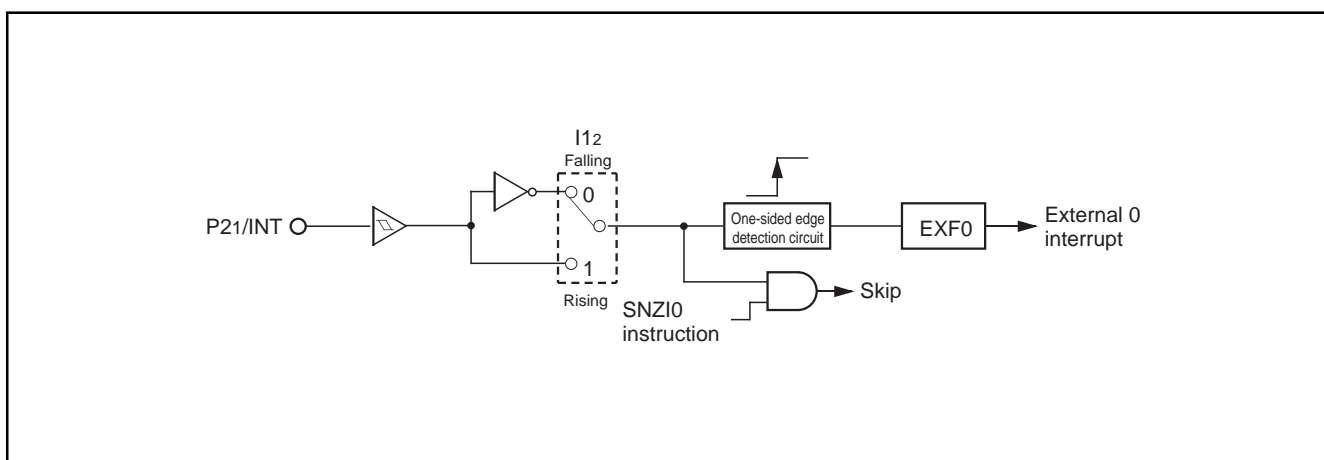 I12
Falling
0
P21/INT
One-sided edge
detection circuit
EXF0
External 0
interrupt
1
Rising
SNZI0
instruction
Skip